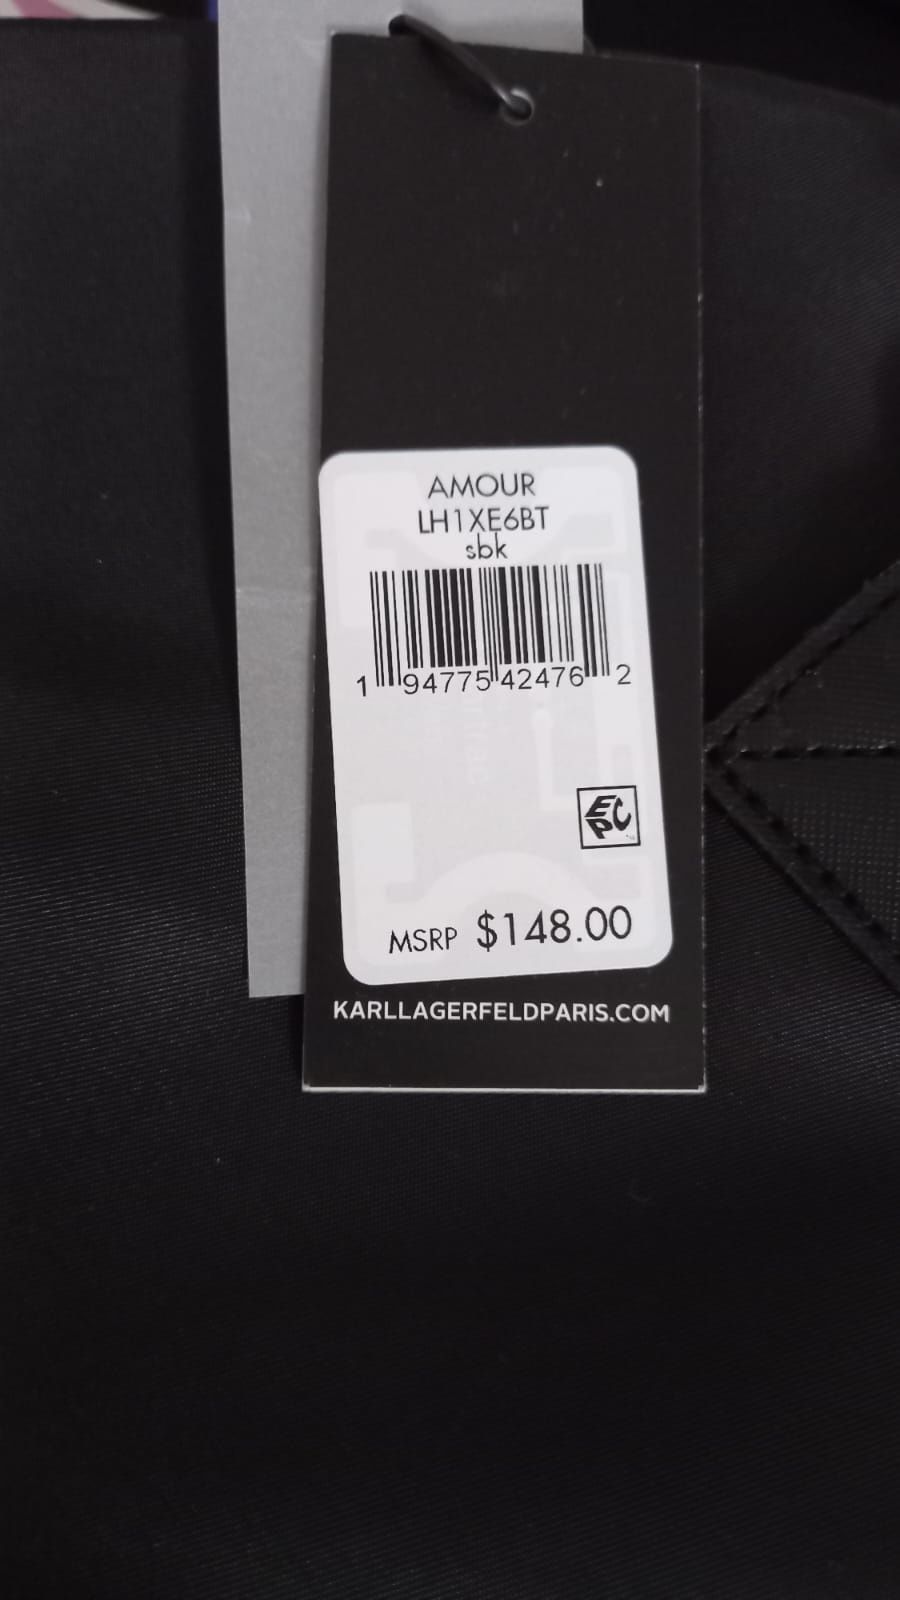 AMOUR
LH1XE6BT
sbk
1 94775 42476 2
EPC
MSRP $148.00
KARLLAGERFELDPARIS.COM